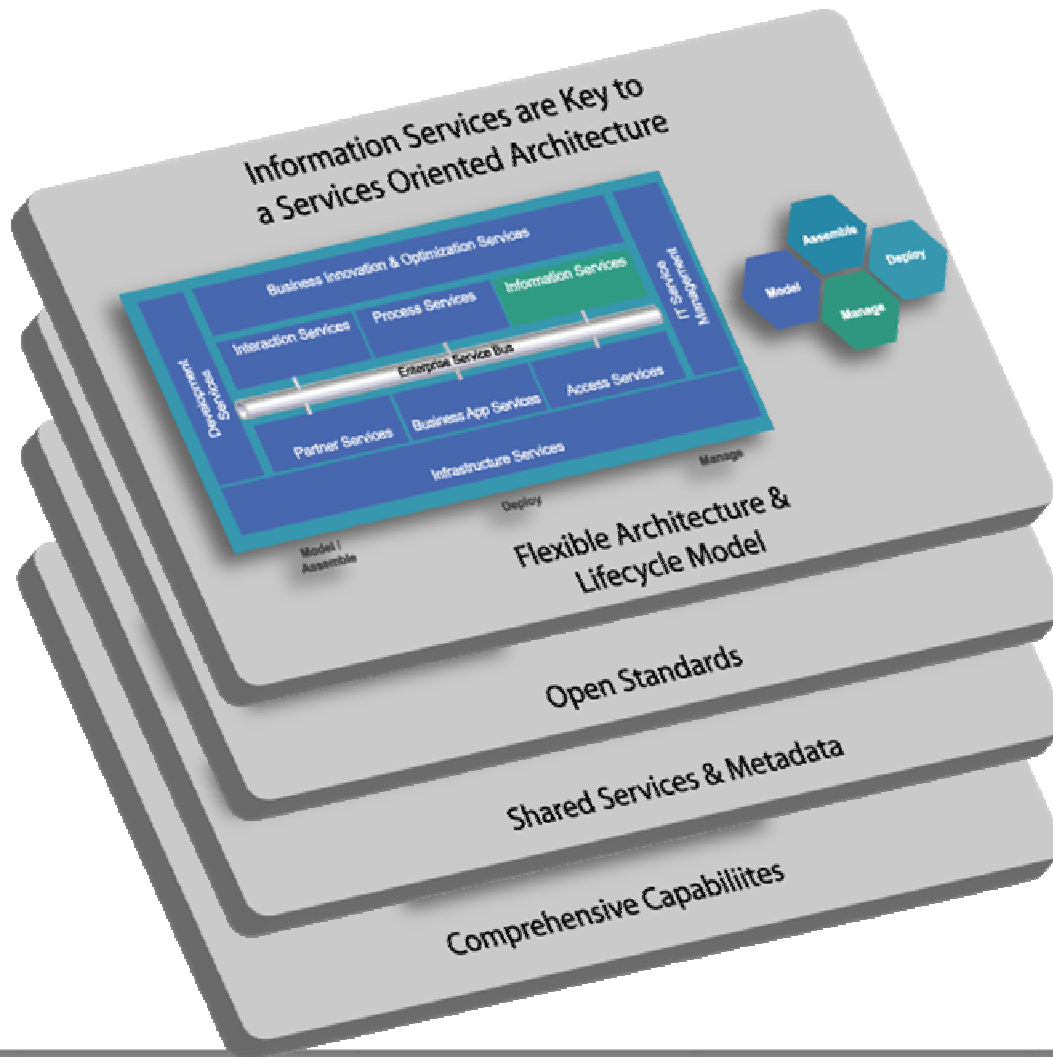 Information Services are Key to
a Services Oriented Architecture
Business Innovation & Optimization Services
Development
Services
Interaction Services
Process Services
Information Services
IT Service
Management
Enterprise Service Bus
Partner Services
Business App Services
Access Services
Infrastructure Services
Model /
Assemble
Deploy
Manage
Model
Assemble
Manage
Deploy
Flexible Architecture &
Lifecycle Model
Open Standards
Shared Services & Metadata
Comprehensive Capabiliites